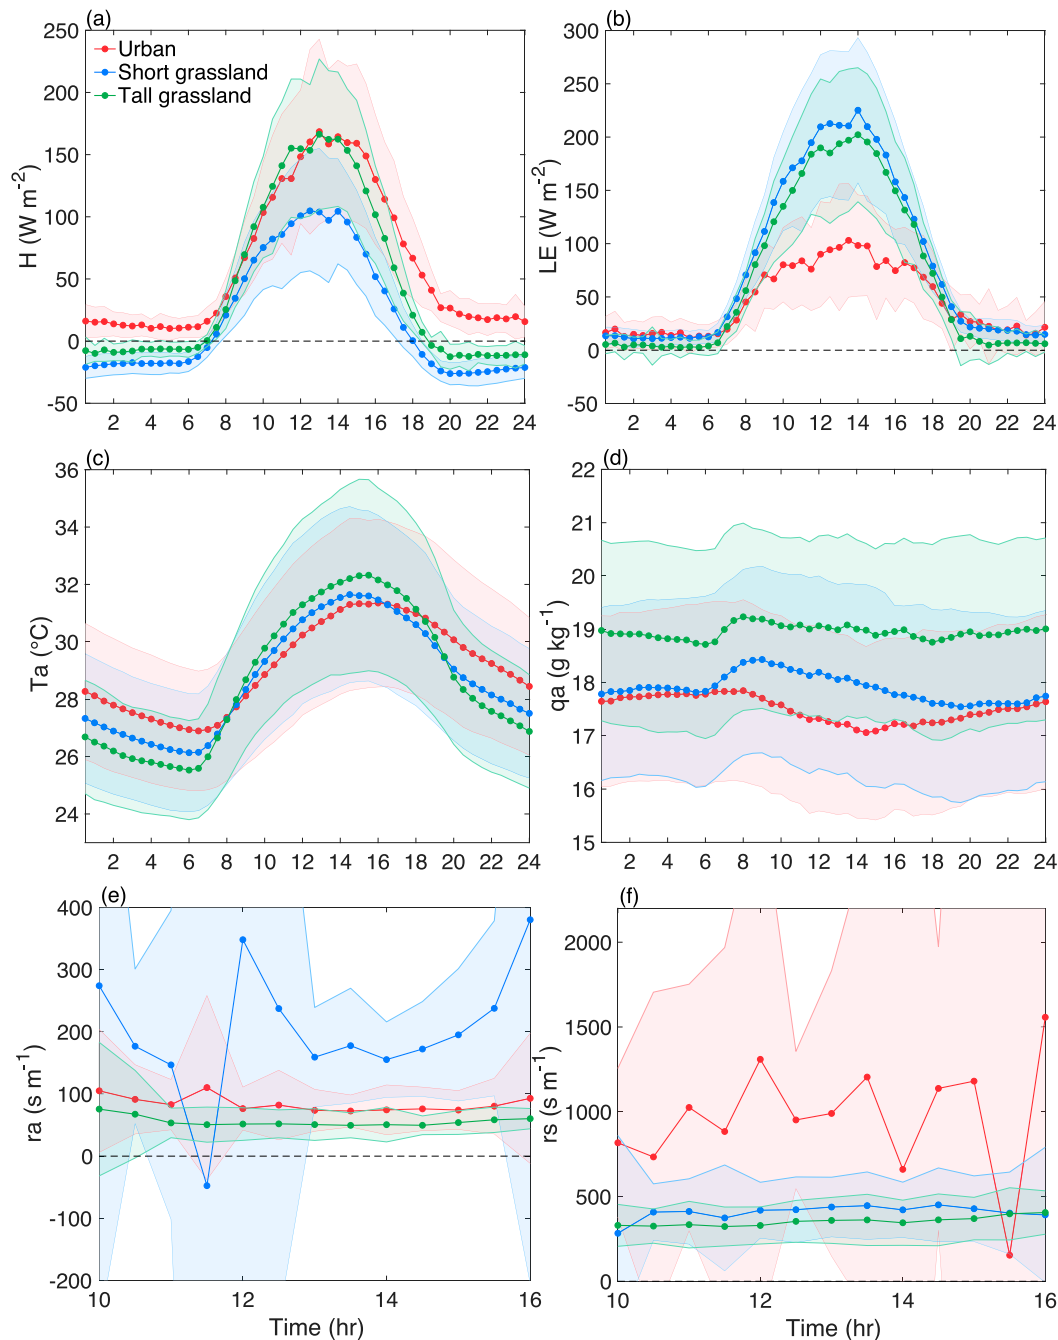 (a)
250
200
150
100
50
0
-50
H (W m⁻²)
Urban
Short grassland
Tall grassland
2 4 6 8 10 12 14 16 18 20 22 24
(b)
300
250
200
150
100
50
0
-50
LE (W m⁻²)
2 4 6 8 10 12 14 16 18 20 22 24
(c)
36
34
32
30
28
26
24
Ta (°C)
2 4 6 8 10 12 14 16 18 20 22 24
(d)
22
21
20
19
18
17
16
15
qa (g kg⁻¹)
2 4 6 8 10 12 14 16 18 20 22 24
(e)
400
300
200
100
0
-100
-200
ra (s m⁻¹)
10 12 14 16
Time (hr)
(f)
2000
1500
1000
500
0
rs (s m⁻¹)
10 12 14 16
Time (hr)